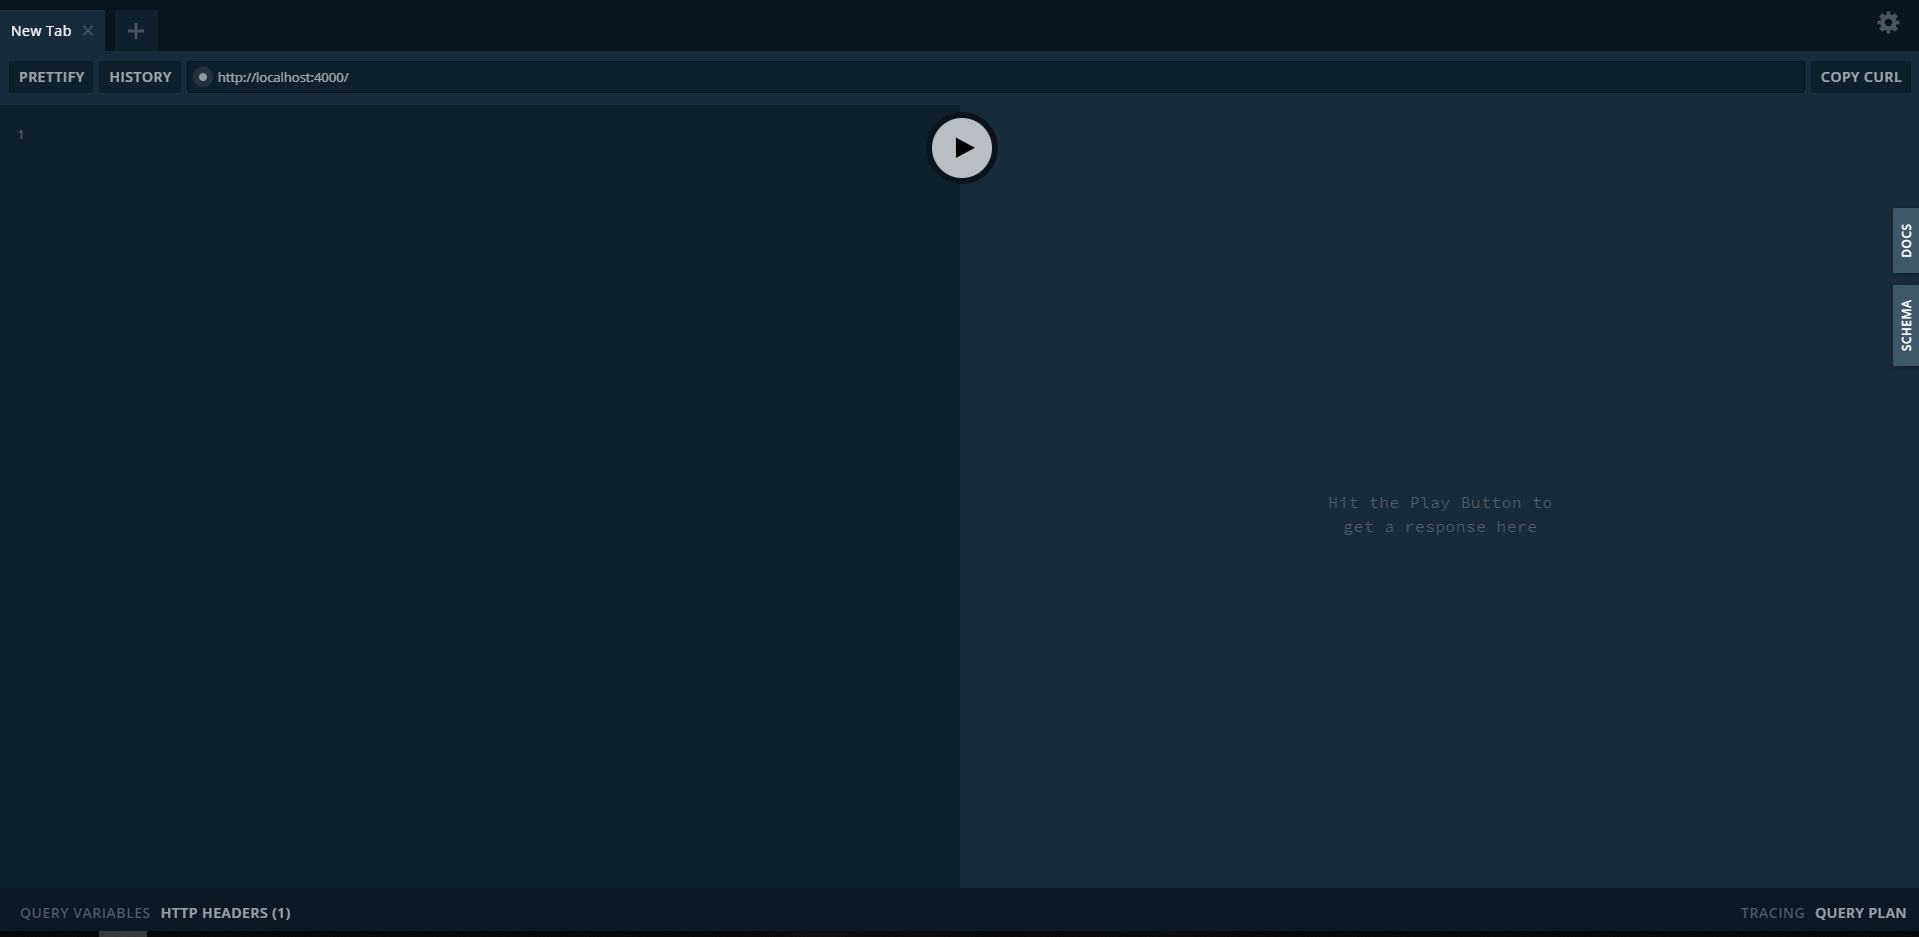 New Tab
PRETTIFY HISTORY http://localhost:4000/ COPY CURL
1
DOCS
SCHEMA
Hit the Play Button to
get a response here
QUERY VARIABLES HTTP HEADERS (1) TRACING QUERY PLAN